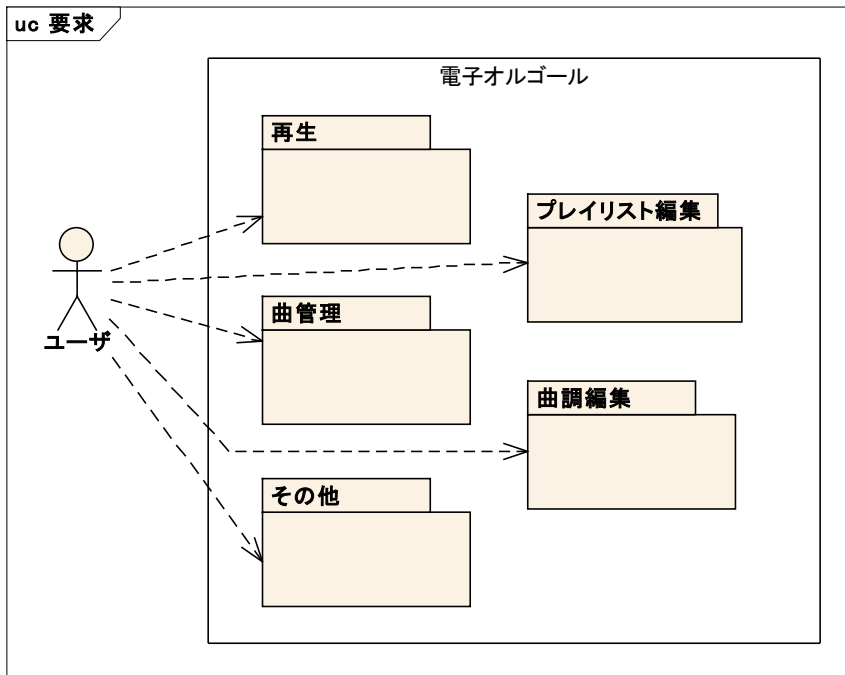 uc 要求
電子オルゴール
再生
プレイリスト編集
ユーザ
曲管理
曲調編集
その他